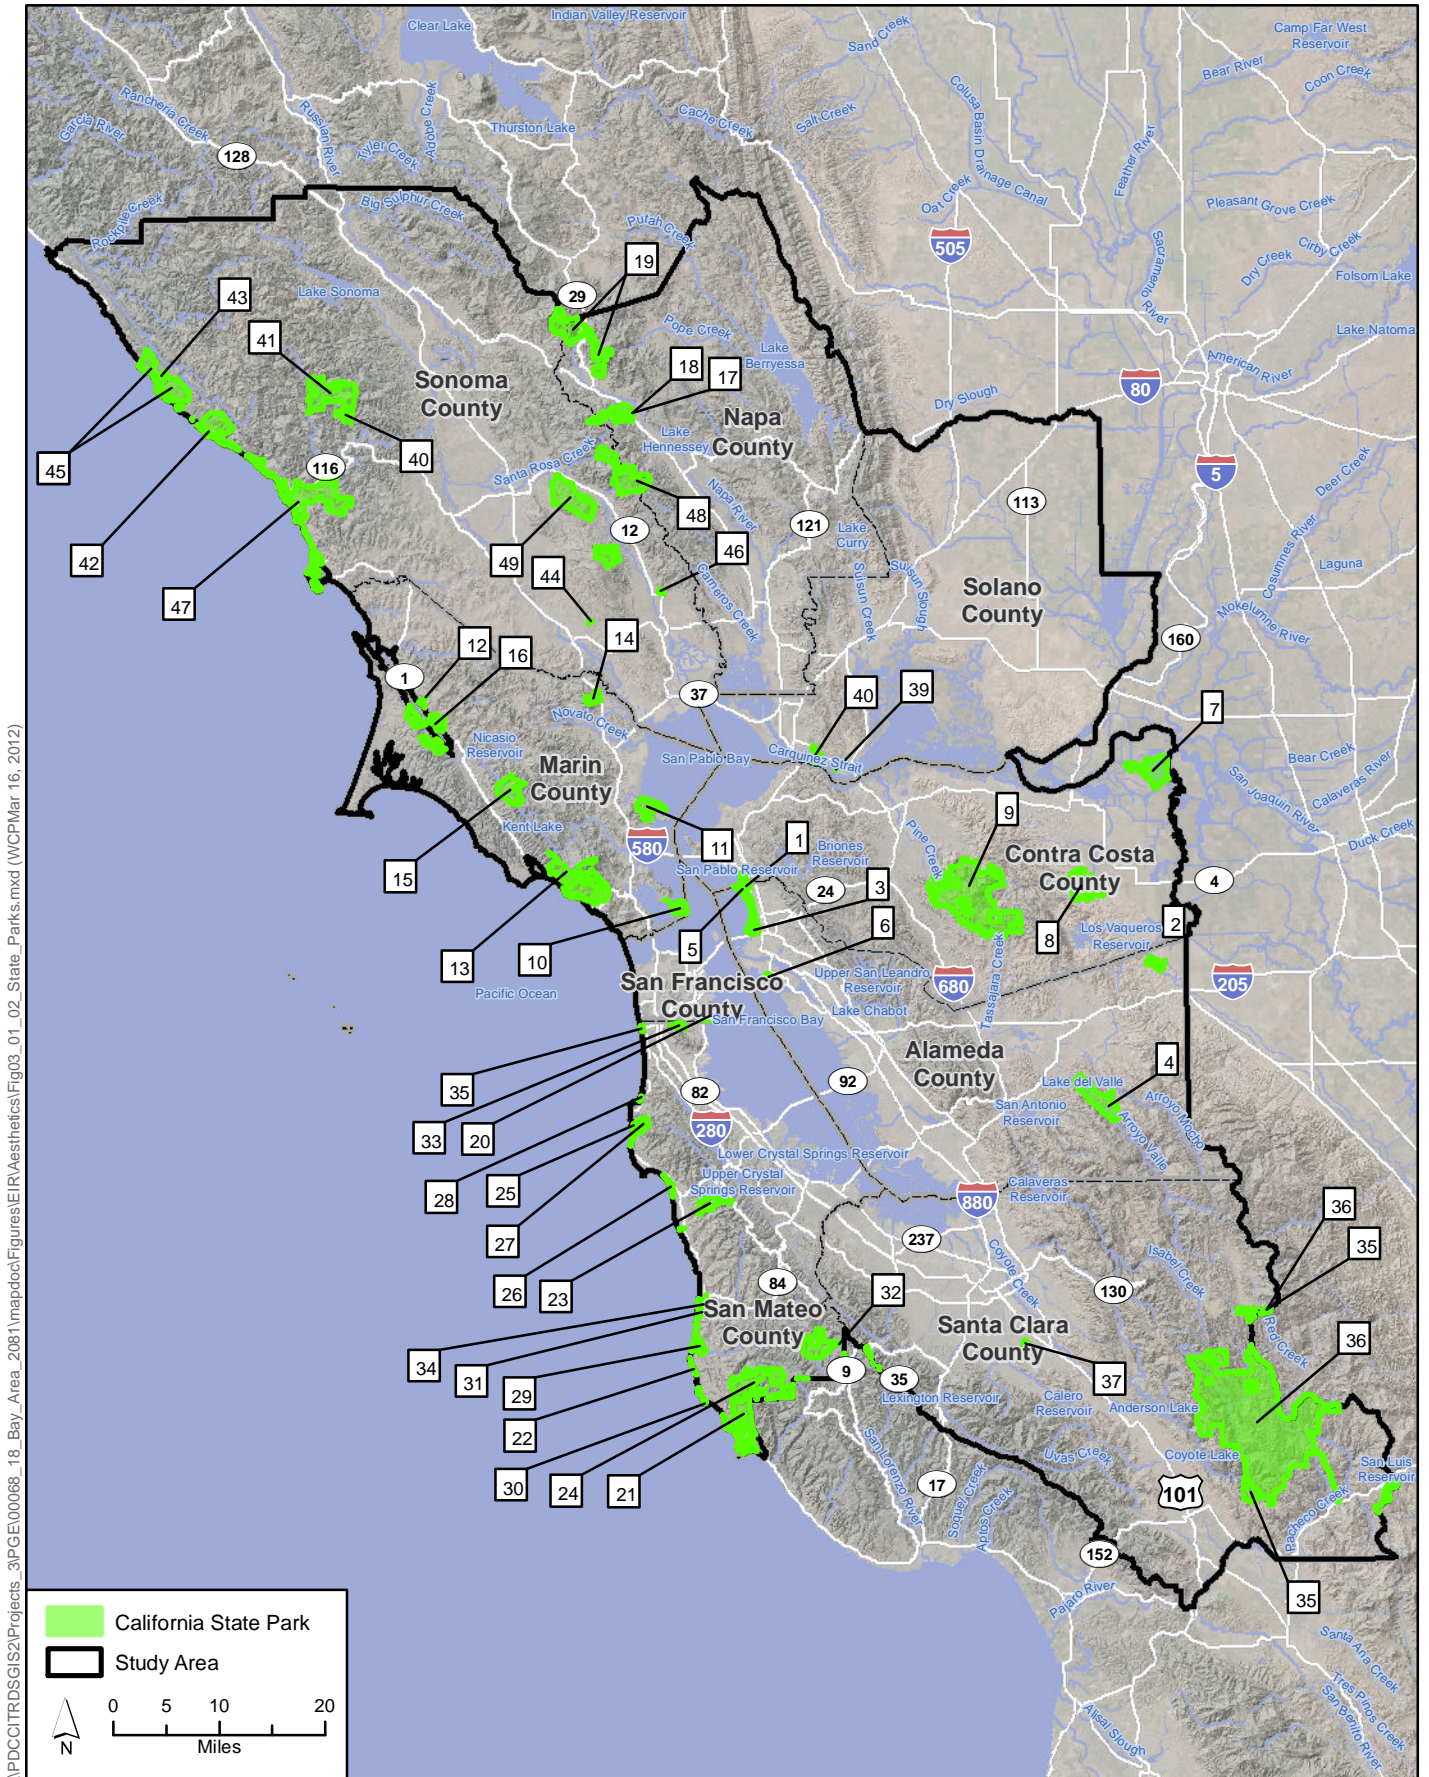 Clear Lake
Indian Valley Reservoir
Sand Creek
Camp Far West
Reservoir
Bear River
Coon Creek
Rancheria Creek
Garcia River
Russian River
Adobe Creek
Tyler Creek
Thurston Lake
Cache Creek
Salt Creek
Colusa Basin Drainage Canal
Feather River
128
Rockpile Creek
Big Sulphur Creek
Putah Creek
Oat Creek
Pleasant Grove Creek
505
Sacramento
River
Dry Creek
Cirby Creek
Folsom Lake
19
43
Lake Sonoma
29
Pope Creek
Lake
Berryessa
Lake Natoma
41
Sonoma
County
18
17
American
River
80
Dry Slough
Napa
County
Lake
Hennessey
45
116
40
Santa Rosa Creek
5
Deer Creek
Napa River
48
121
113
Lake
Curry
42
49
12
46
Cosumnes River
Laguna
47
44
Carneros Creek
Suisun Creek
Suisun Slough
Solano
County
Mokelumne River
160
12
16
14
1
37
40
39
7
Novato Creek
Nicasio
Reservoir
San Pablo Bay
Carquinez Strait
Marin
County
Bear Creek
San Joaquin River
Calaveras River
Duck Creek
Kent Lake
580
11
1
Briones
Reservoir
Pine Creek
9
Contra Costa
County
San Pablo Reservoir
15
24
3
4
8
Los Vaqueros
Reservoir
2
13
10
5
6
San Francisco
County
Upper San Leandro
Reservoir
680
Tassajara Creek
205
Pacific Ocean
San Francisco Bay
Lake Chabot
Alameda
County
35
82
92
Lake del Valle
4
San Antonio
Reservoir
Arroyo Mocho
Arroyo Valle
33
20
280
Lower Crystal Springs Reservoir
28
25
Upper Crystal
Springs Reservoir
Calaveras
Reservoir
880
27
237
Coyote Creek
Isabel Creek
36
35
26
23
84
32
130
San Mateo
County
Santa Clara
County
Red Creek
36
34
31
29
9
35
37
Lexington Reservoir
Calero
Reservoir
Anderson Lake
22
Uvas Creek
Coyote Lake
San Luis
Reservoir
30
24
21
San Lorenzo River
17
Soquel Creek
Aptos Creek
101
Pacheco Creek
152
35
Pajaro River
Santa Ana Creek
Tres Pinos Creek
San Benito River
Alisal Slough
California State Park
Study Area
0 5 10 20
Miles
N
\PDCCITRDSGIS2\Projects_3\PGE\00068_18_Bay_Area_2081\mapdoc\Figures\EIR\Aesthetics\Fig03_01_02_State_Parks.mxd (WCPMar 16, 2012)